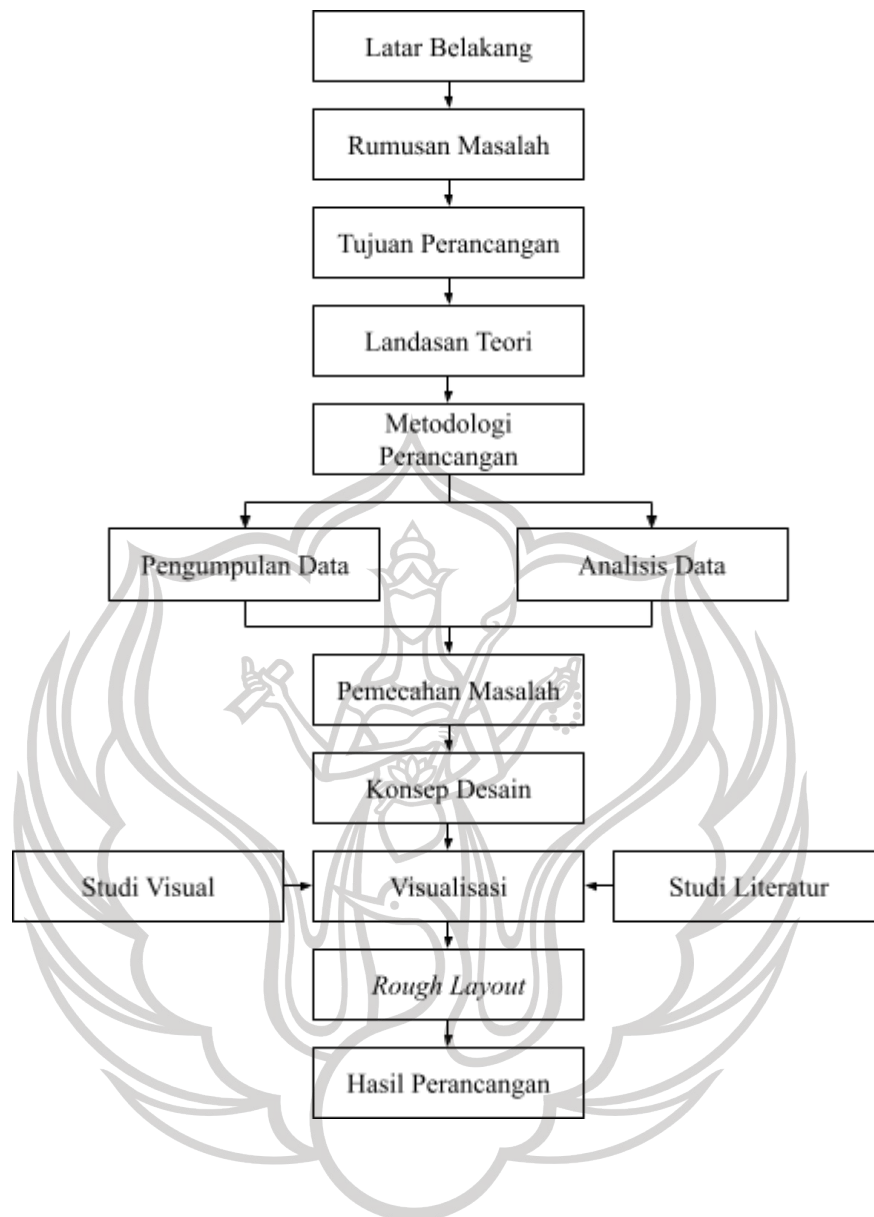 Latar Belakang
Rumusan Masalah
Tujuan Perancangan
Landasan Teori
Metodologi
Perancangan
Pengumpulan Data
Analisis Data
Pemecahan Masalah
Konsep Desain
Studi Visual
Visualisasi
Studi Literatur
Rough Layout
Hasil Perancangan